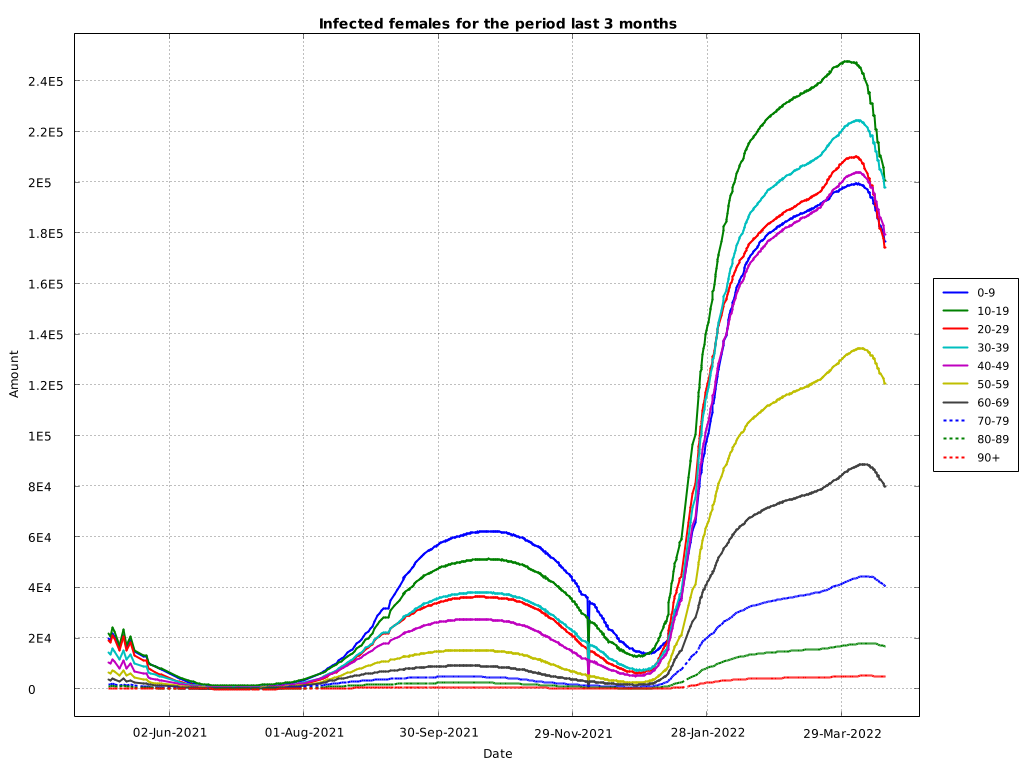 Infected females for the period last 3 months
2.4E5
2.2E5
2E5
1.8E5
1.6E5
1.4E5
1.2E5
1E5
8E4
6E4
4E4
2E4
0
Amount
02-Jun-2021 01-Aug-2021 30-Sep-2021 29-Nov-2021 28-Jan-2022 29-Mar-2022
Date
0-9
10-19
20-29
30-39
40-49
50-59
60-69
70-79
80-89
90+